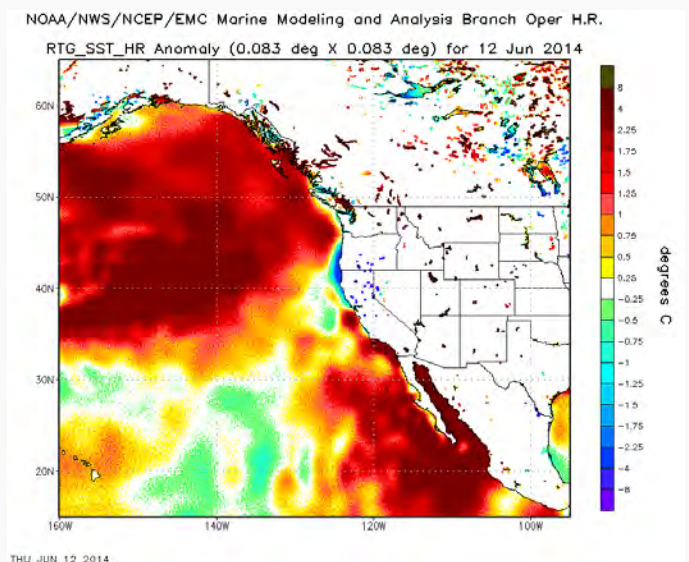 NOAA/NWS/NCEP/EMC Marine Modeling and Analysis Branch Oper H.R.
RTG_SST_HR Anomaly (0.083 deg X 0.083 deg) for 12 Jun 2014
60N
50N
40N
30N
20N
160W
140W
120W
100W
8
4
2.25
1.75
1.5
1.25
1
0.75
0.5
0.25
-0.25
-0.5
-0.75
-1
-1.25
-1.5
-1.75
-2.25
-4
-8
degrees C
THU JUN 12 2014